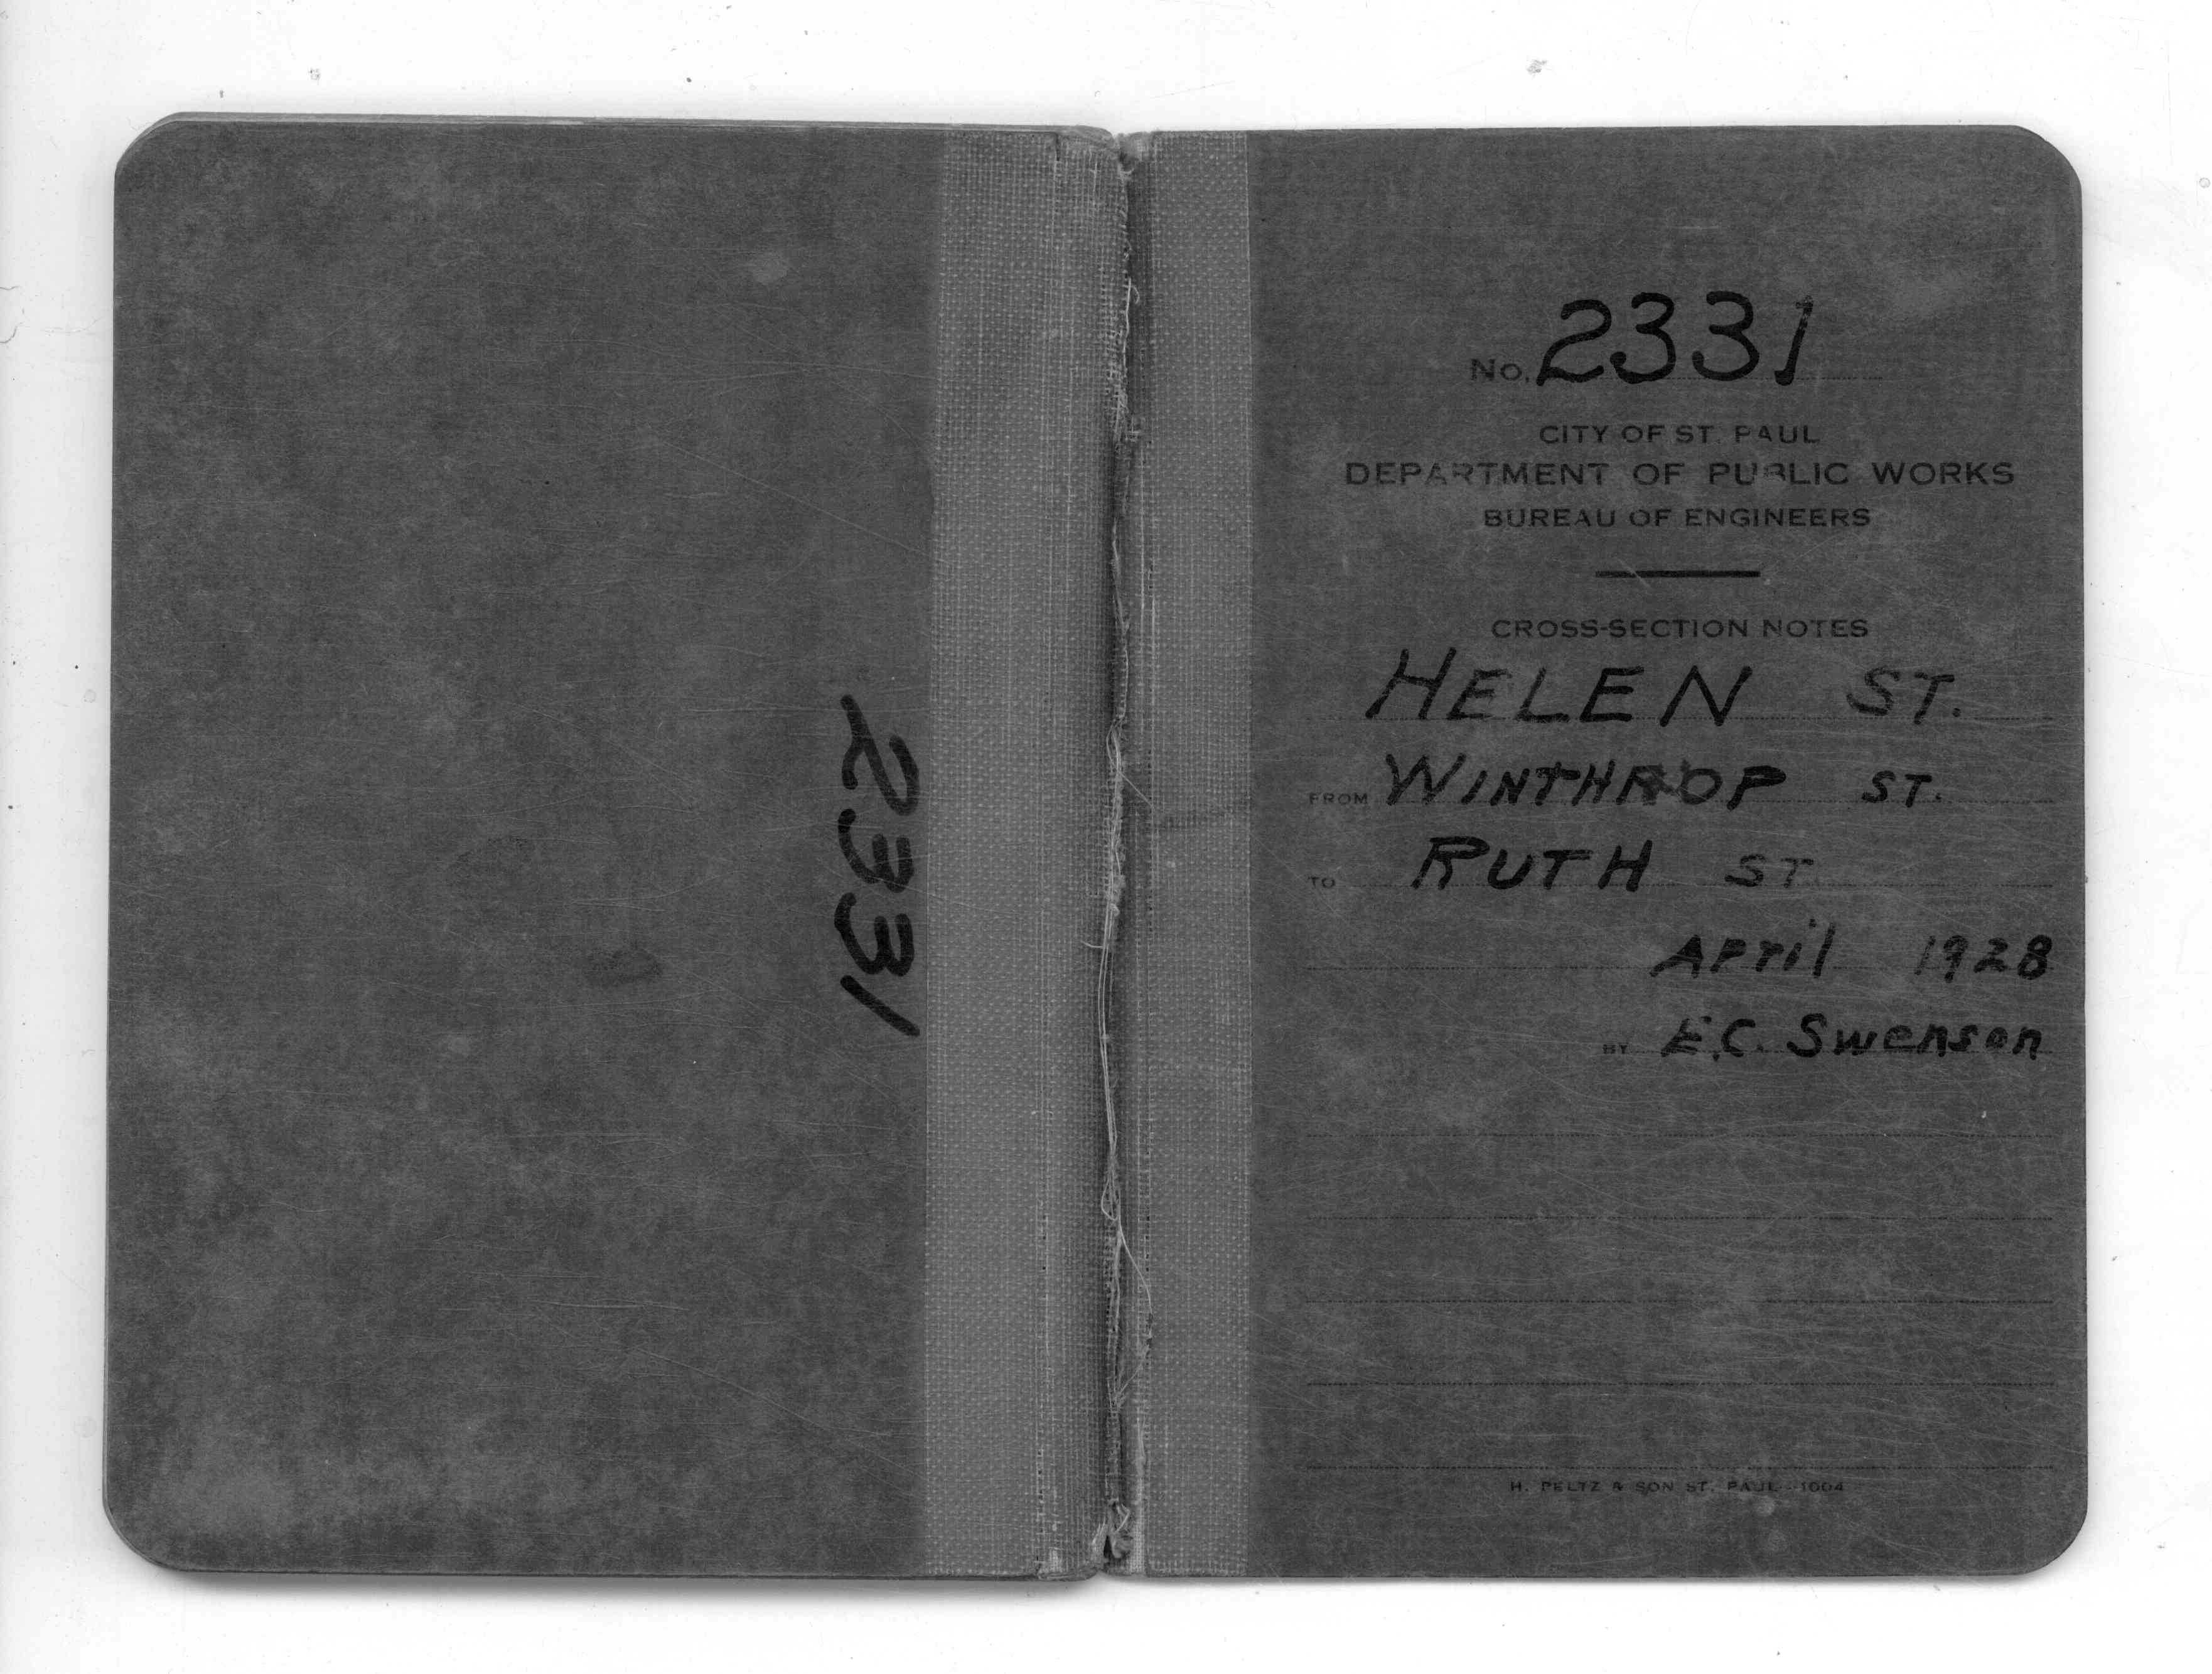 2331
No. 2331
CITY OF ST. PAUL
DEPARTMENT OF PUBLIC WORKS
BUREAU OF ENGINEERS
CROSS-SECTION NOTES
HELEN ST.
FROM WINTHROP ST.
TO RUTH ST.
April 1928
BY E.C. Swenson
H. PELTZ & SON ST. PAUL--1004